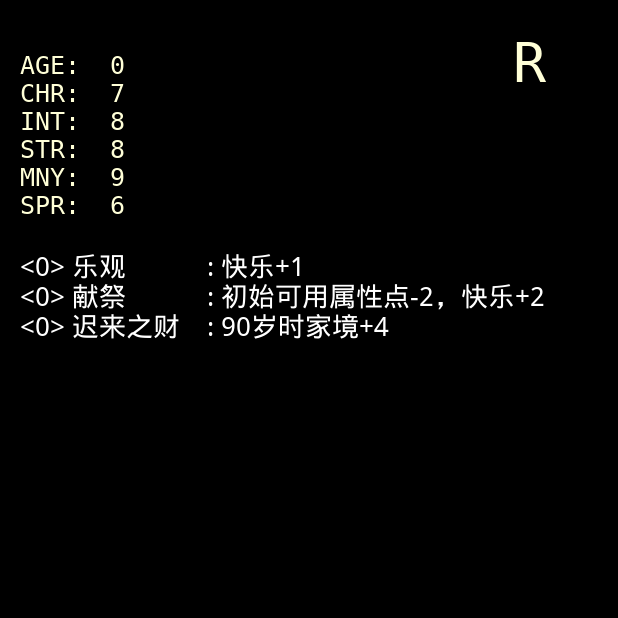 R
AGE: 0
CHR: 7
INT: 8
STR: 8
MNY: 9
SPR: 6
<0> 乐观 : 快乐+1
<0> 献祭 : 初始可用属性点-2，快乐+2
<0> 迟来之财 : 90岁时家境+4